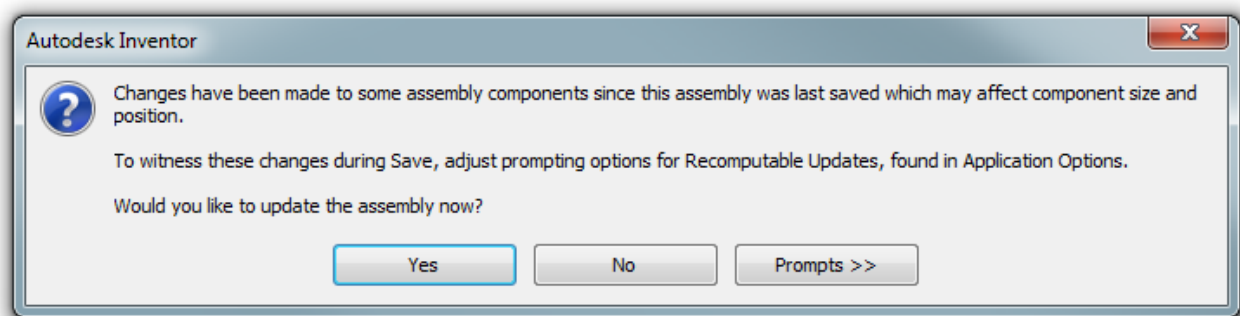 Autodesk Inventor
Changes have been made to some assembly components since this assembly was last saved which may affect component size and
position.
To witness these changes during Save, adjust prompting options for Recomputable Updates, found in Application Options.
Would you like to update the assembly now?
Yes No Prompts >>